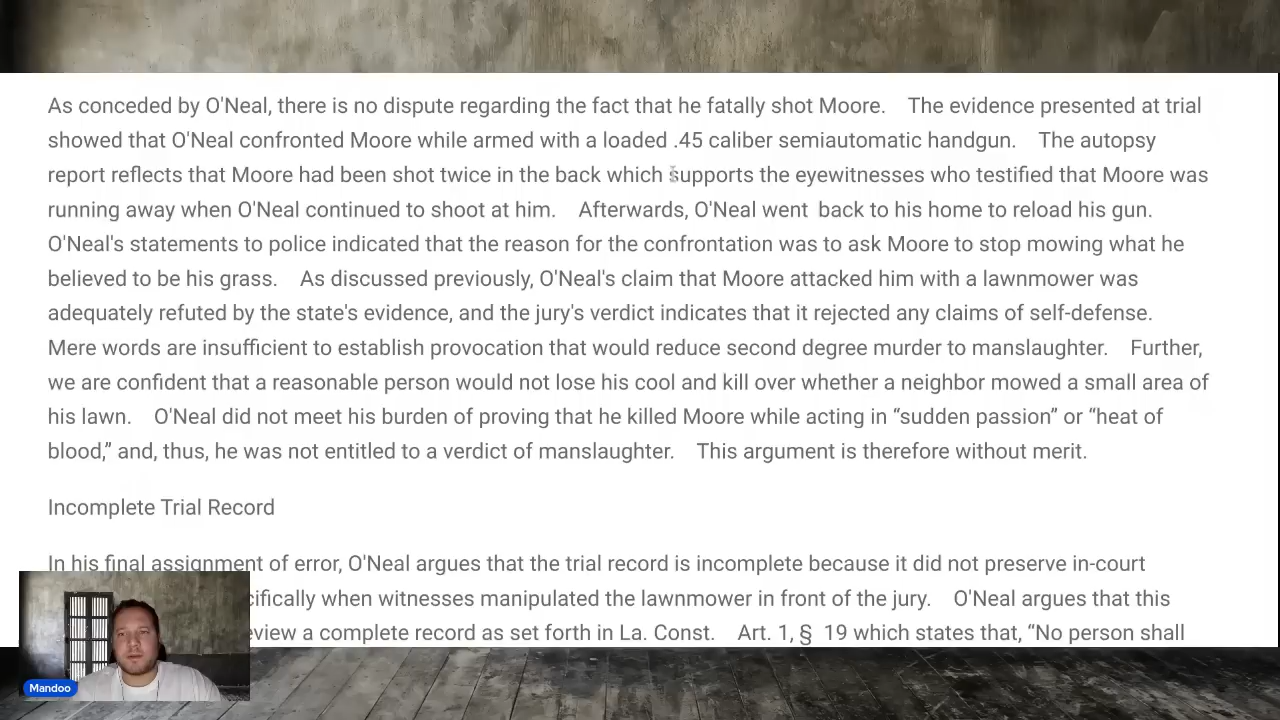 As conceded by O'Neal, there is no dispute regarding the fact that he fatally shot Moore. The evidence presented at trial
showed that O'Neal confronted Moore while armed with a loaded .45 caliber semiautomatic handgun. The autopsy
report reflects that Moore had been shot twice in the back which supports the eyewitnesses who testified that Moore was
running away when O'Neal continued to shoot at him. Afterwards, O'Neal went back to his home to reload his gun.
O'Neal's statements to police indicated that the reason for the confrontation was to ask Moore to stop mowing what he
believed to be his grass. As discussed previously, O'Neal's claim that Moore attacked him with a lawnmower was
adequately refuted by the state's evidence, and the jury's verdict indicates that it rejected any claims of self-defense.
Mere words are insufficient to establish provocation that would reduce second degree murder to manslaughter. Further,
we are confident that a reasonable person would not lose his cool and kill over whether a neighbor mowed a small area of
his lawn. O'Neal did not meet his burden of proving that he killed Moore while acting in “sudden passion” or “heat of
blood,” and, thus, he was not entitled to a verdict of manslaughter. This argument is therefore without merit.
Incomplete Trial Record
In his final assignment of error, O'Neal argues that the trial record is incomplete because it did not preserve in-court
cifically when witnesses manipulated the lawnmower in front of the jury. O'Neal argues that this
eview a complete record as set forth in La. Const. Art. 1, § 19 which states that, “No person shall
Mandoo